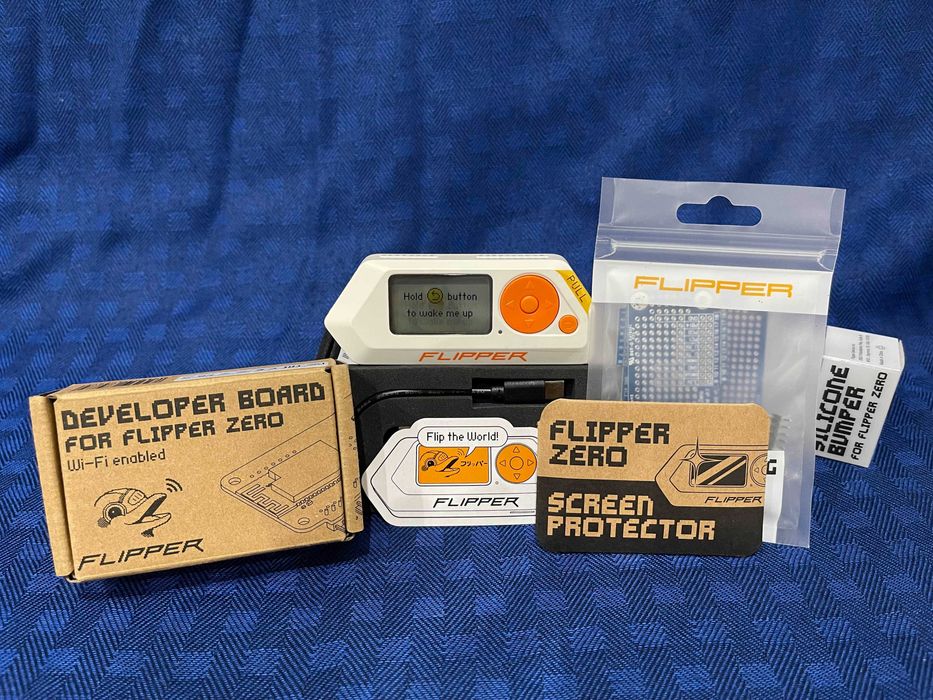 Hold button
to wake me up
PULL
FLIPPER
FLIPPER
DEVELOPER BOARD
FOR FLIPPER ZERO
Wi-Fi enabled
FLIPPER
Flip the World!
フリッパー
FLIPPER
FLIPPER
ZERO
FLIPPER
SCREEN
PROTECTOR
G
SILICONE
BUMPER
FOR FLIPPER ZERO